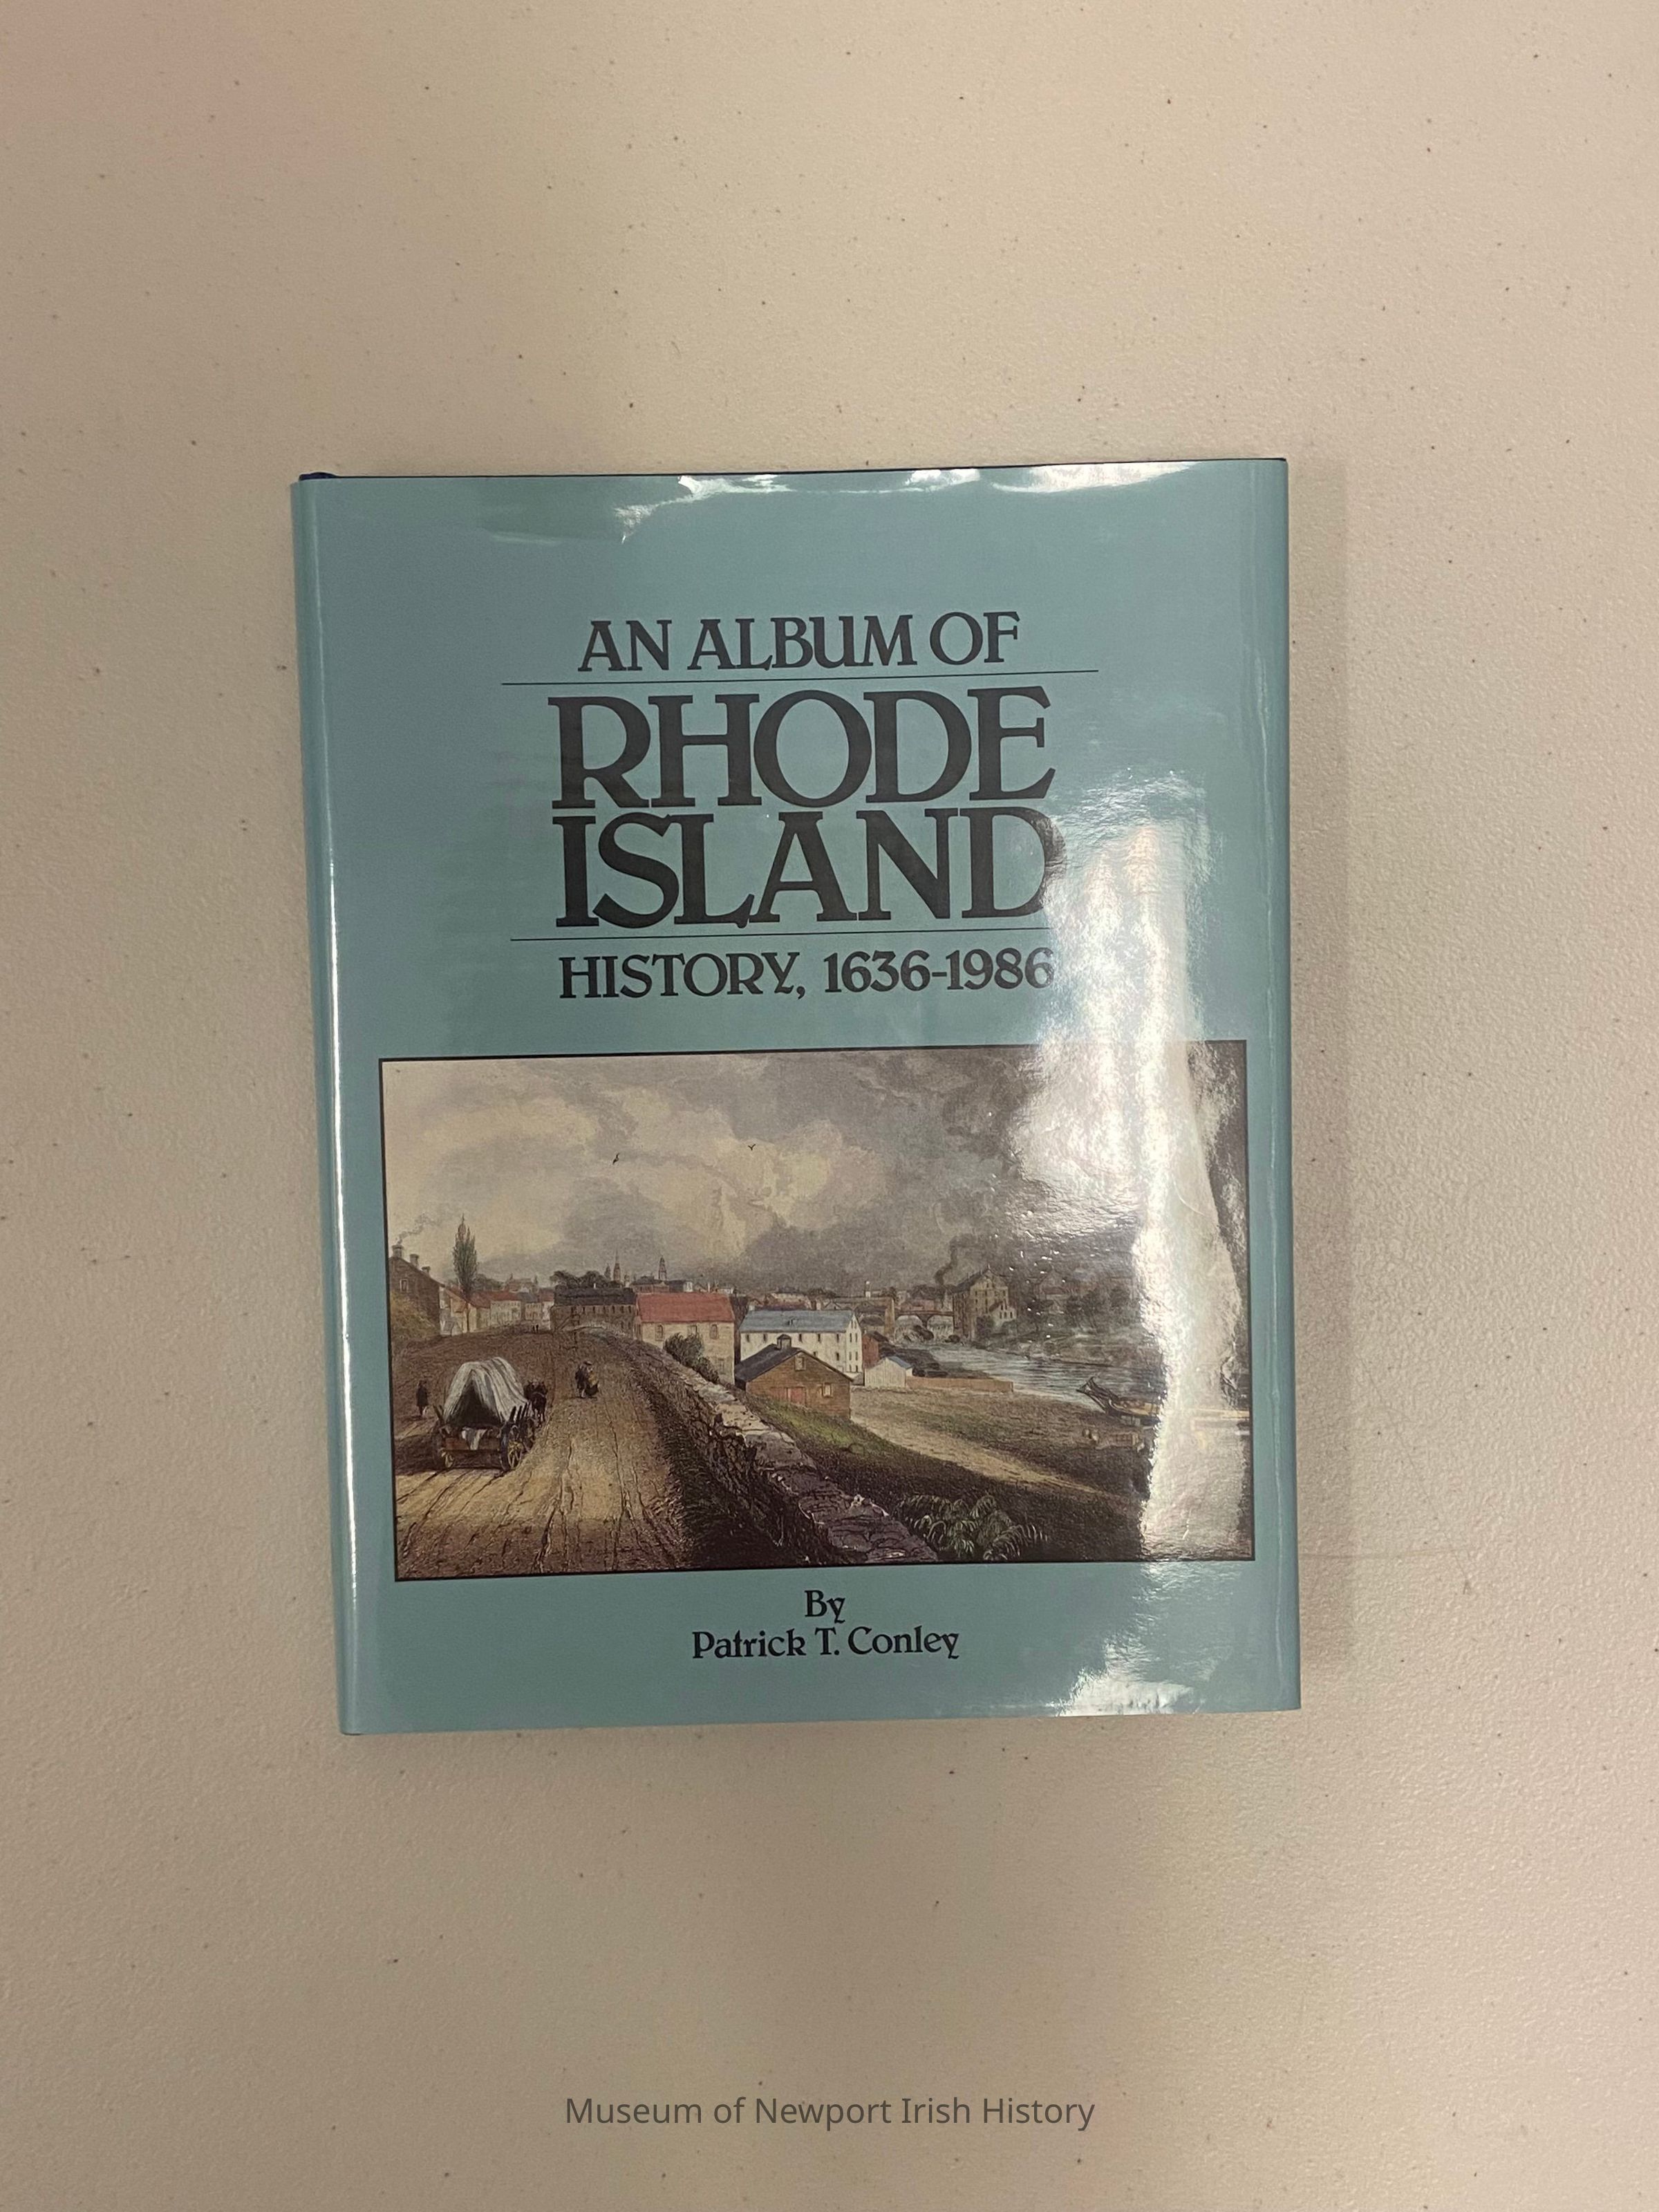 AN ALBUM OF
RHODE
ISLAND
HISTORY, 1636-1986
By
Patrick T. Conley
Museum of Newport Irish History